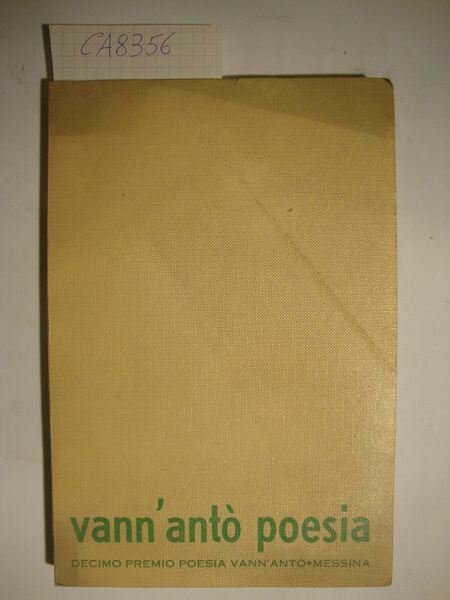 CA8356
vann'antò poesia
DECIMO PREMIO POESIA VANN'ANTÒ•MESSINA